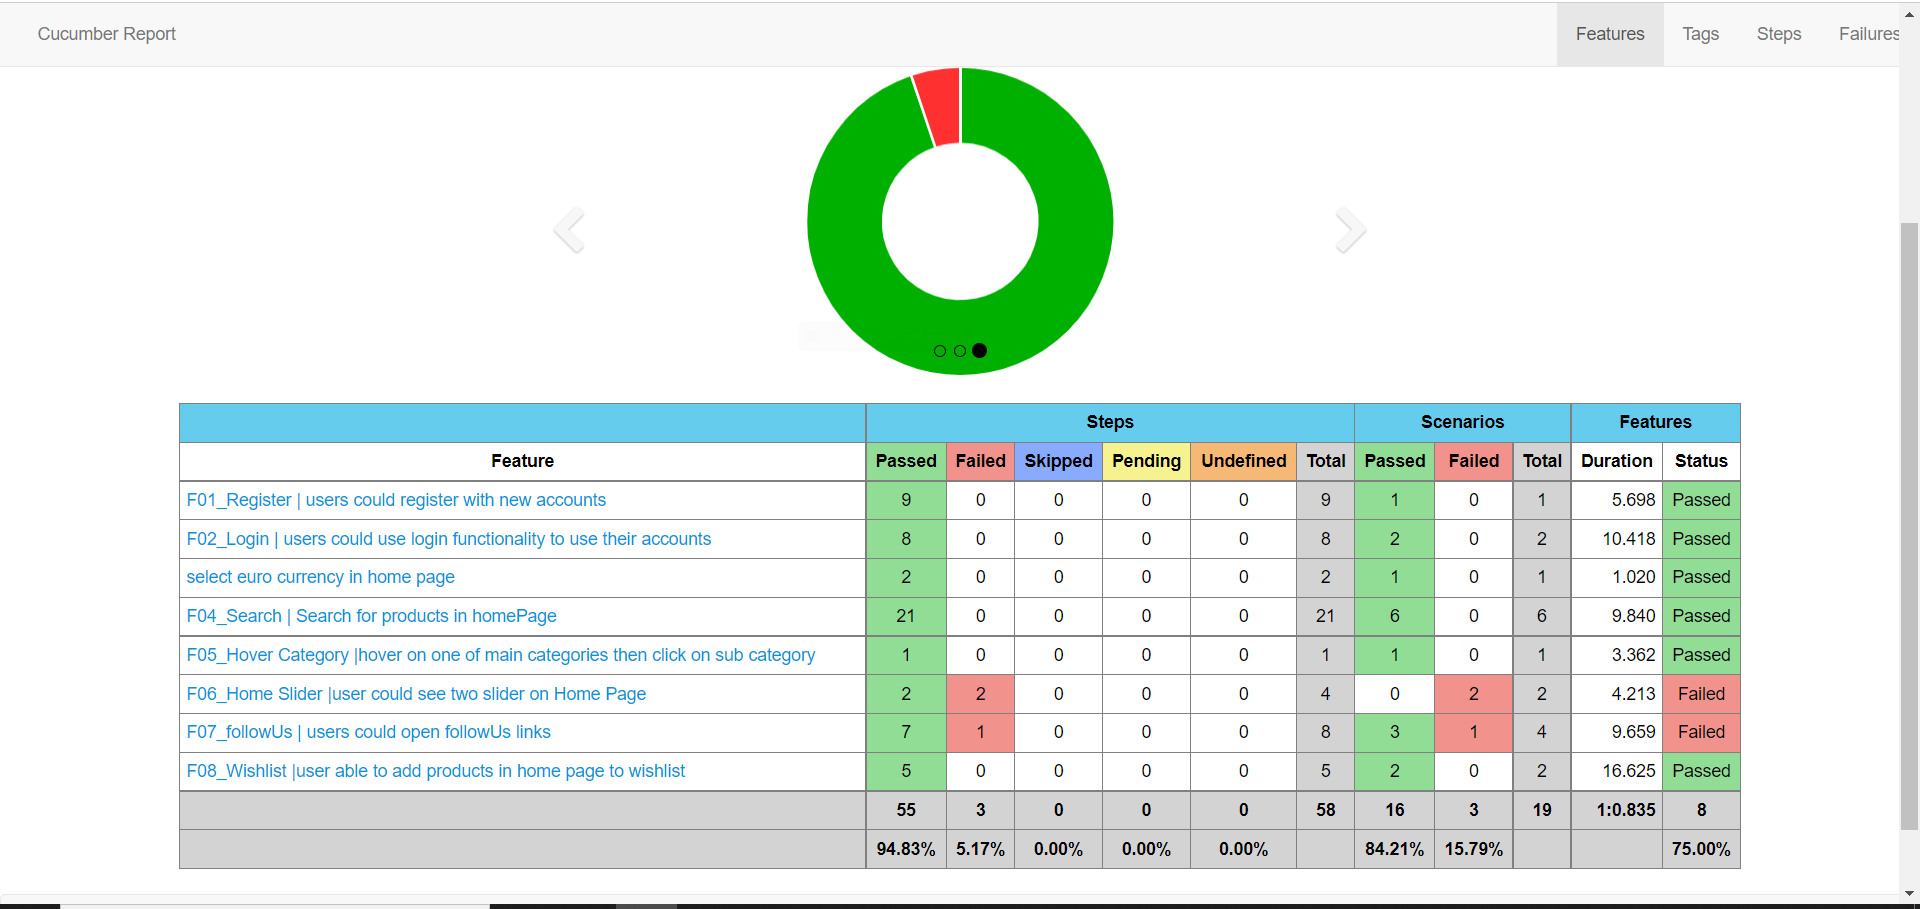 Cucumber Report Features Tags Steps Failures
Steps Scenarios Features
Feature Passed Failed Skipped Pending Undefined Total Passed Failed Total Duration Status
F01_Register | users could register with new accounts 9 0 0 0 0 9 1 0 1 5.698 Passed
F02_Login | users could use login functionality to use their accounts 8 0 0 0 0 8 2 0 2 10.418 Passed
select euro currency in home page 2 0 0 0 0 2 1 0 1 1.020 Passed
F04_Search | Search for products in homePage 21 0 0 0 0 21 6 0 6 9.840 Passed
F05_Hover Category |hover on one of main categories then click on sub category 1 0 0 0 0 1 1 0 1 3.362 Passed
F06_Home Slider |user could see two slider on Home Page 2 2 0 0 0 4 0 2 2 4.213 Failed
F07_followUs | users could open followUs links 7 1 0 0 0 8 3 1 4 9.659 Failed
F08_Wishlist |user able to add products in home page to wishlist 5 0 0 0 0 5 2 0 2 16.625 Passed
55 3 0 0 0 58 16 3 19 1:0.835 8
94.83% 5.17% 0.00% 0.00% 0.00% 84.21% 15.79% 75.00%